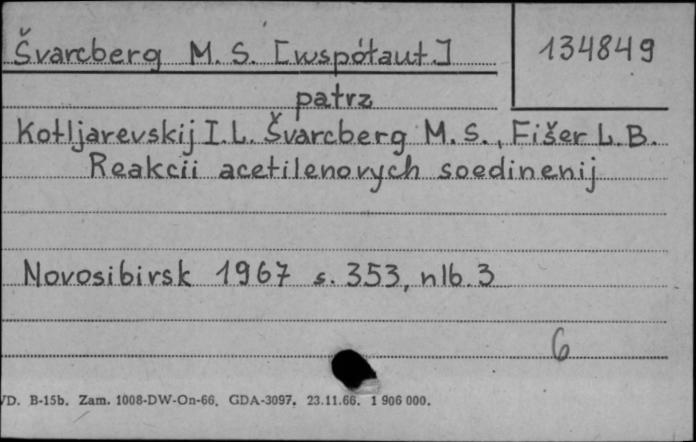 Švarcberg M. S. [współaut.]
134849
patrz
Kotljarevskij I. L. Švarcberg M. S., Fišer L. B.
Reakcii acetilenovych soedinenij
Novosibirsk 1967 s. 353, nlb. 3
6
D. B-15b. Zam. 1008-DW-On-66. GDA-3097. 23.11.66. 1 906 000.